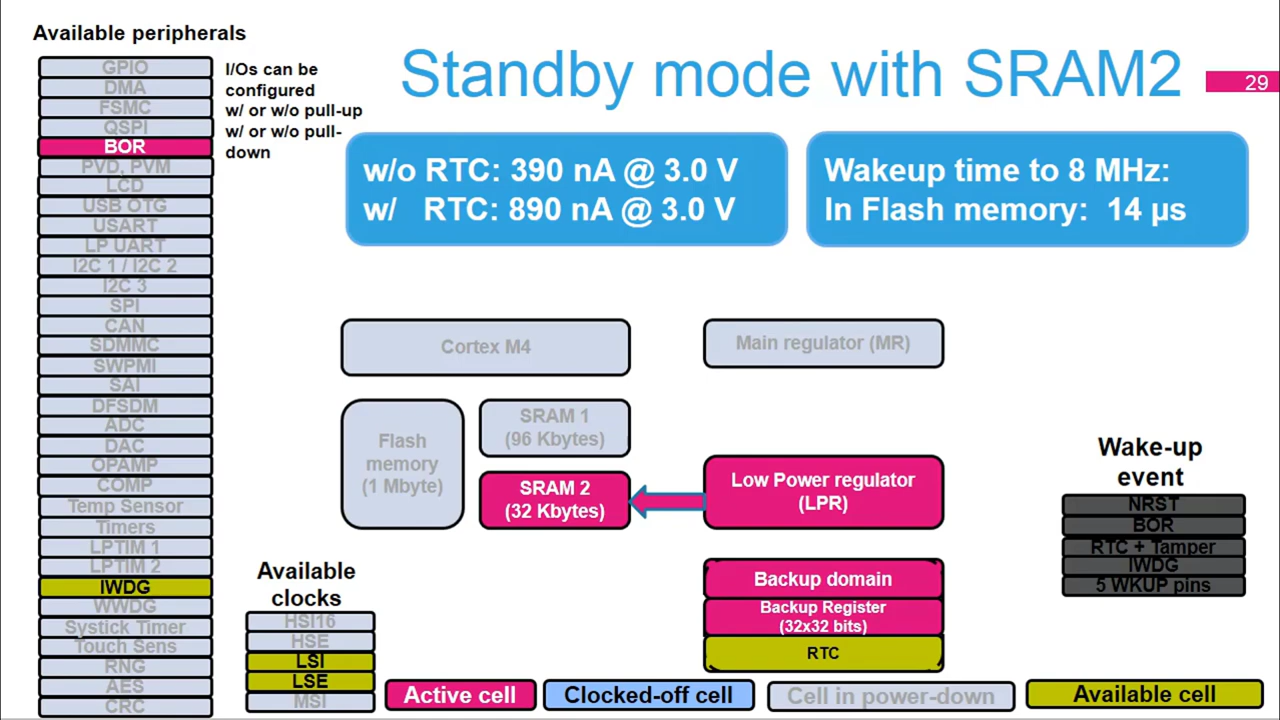 Available peripherals
GPIO
DMA
FSMC
QSPI
BOR
PVD, PVM
LCD
USB OTG
USART
LP UART
I2C 1 / I2C 2
I2C 3
SPI
CAN
SDMMC
SWPMI
SAI
DFSDM
ADC
DAC
OPAMP
COMP
Temp Sensor
Timers
LPTIM 1
LPTIM 2
IWDG
WWDG
Systick Timer
Touch Sens
RNG
AES
CRC
I/Os can be
configured
w/ or w/o pull-up
w/ or w/o pull-
down
Standby mode with SRAM2
29
w/o RTC: 390 nA @ 3.0 V
w/ RTC: 890 nA @ 3.0 V
Wakeup time to 8 MHz:
In Flash memory: 14 µs
Cortex M4
Main regulator (MR)
Flash
memory
(1 Mbyte)
SRAM 1
(96 Kbytes)
SRAM 2
(32 Kbytes)
Low Power regulator
(LPR)
Backup domain
Backup Register
(32x32 bits)
RTC
Wake-up
event
NRST
BOR
RTC + Tamper
IWDG
5 WKUP pins
Available
clocks
HSI16
HSE
LSI
LSE
MSI
Active cell
Clocked-off cell
Cell in power-down
Available cell